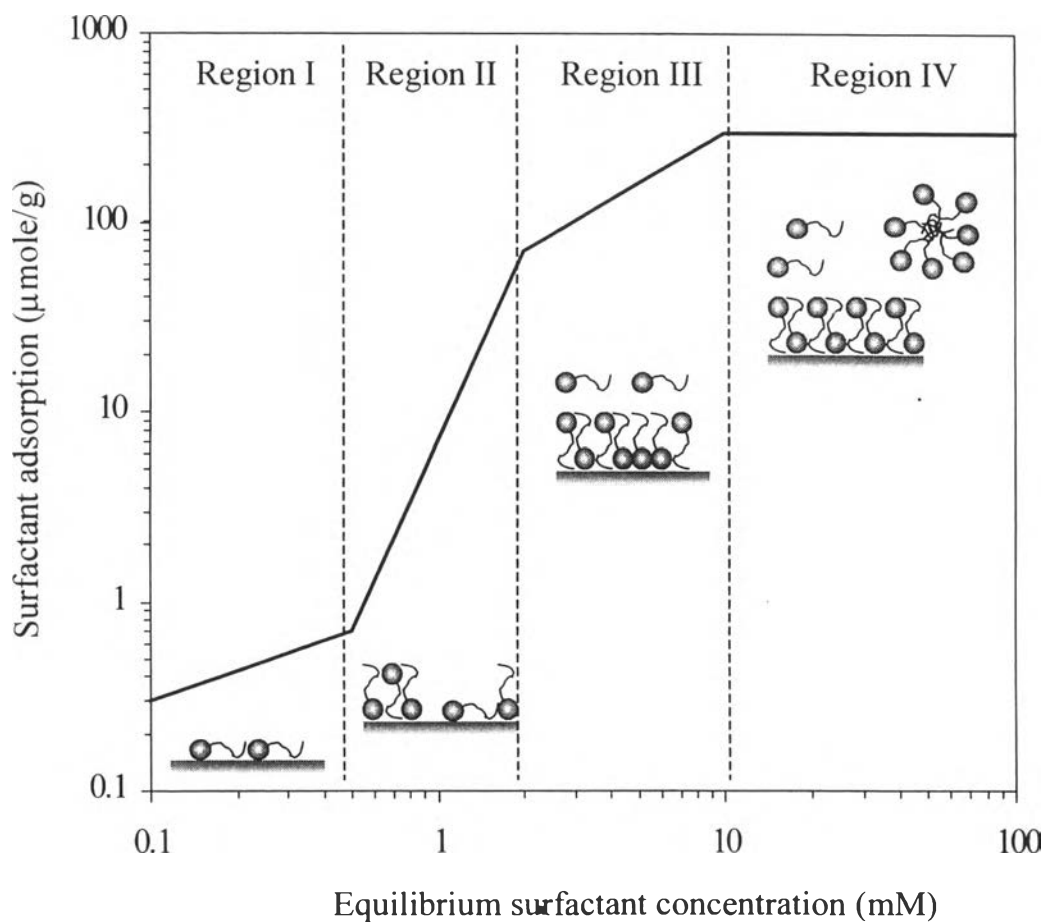 1000
Region I Region II Region III Region IV
100
10
1
0.1
0.1 1 10 100
Surfactant adsorption (μmole/g)
Equilibrium surfactant concentration (mM)